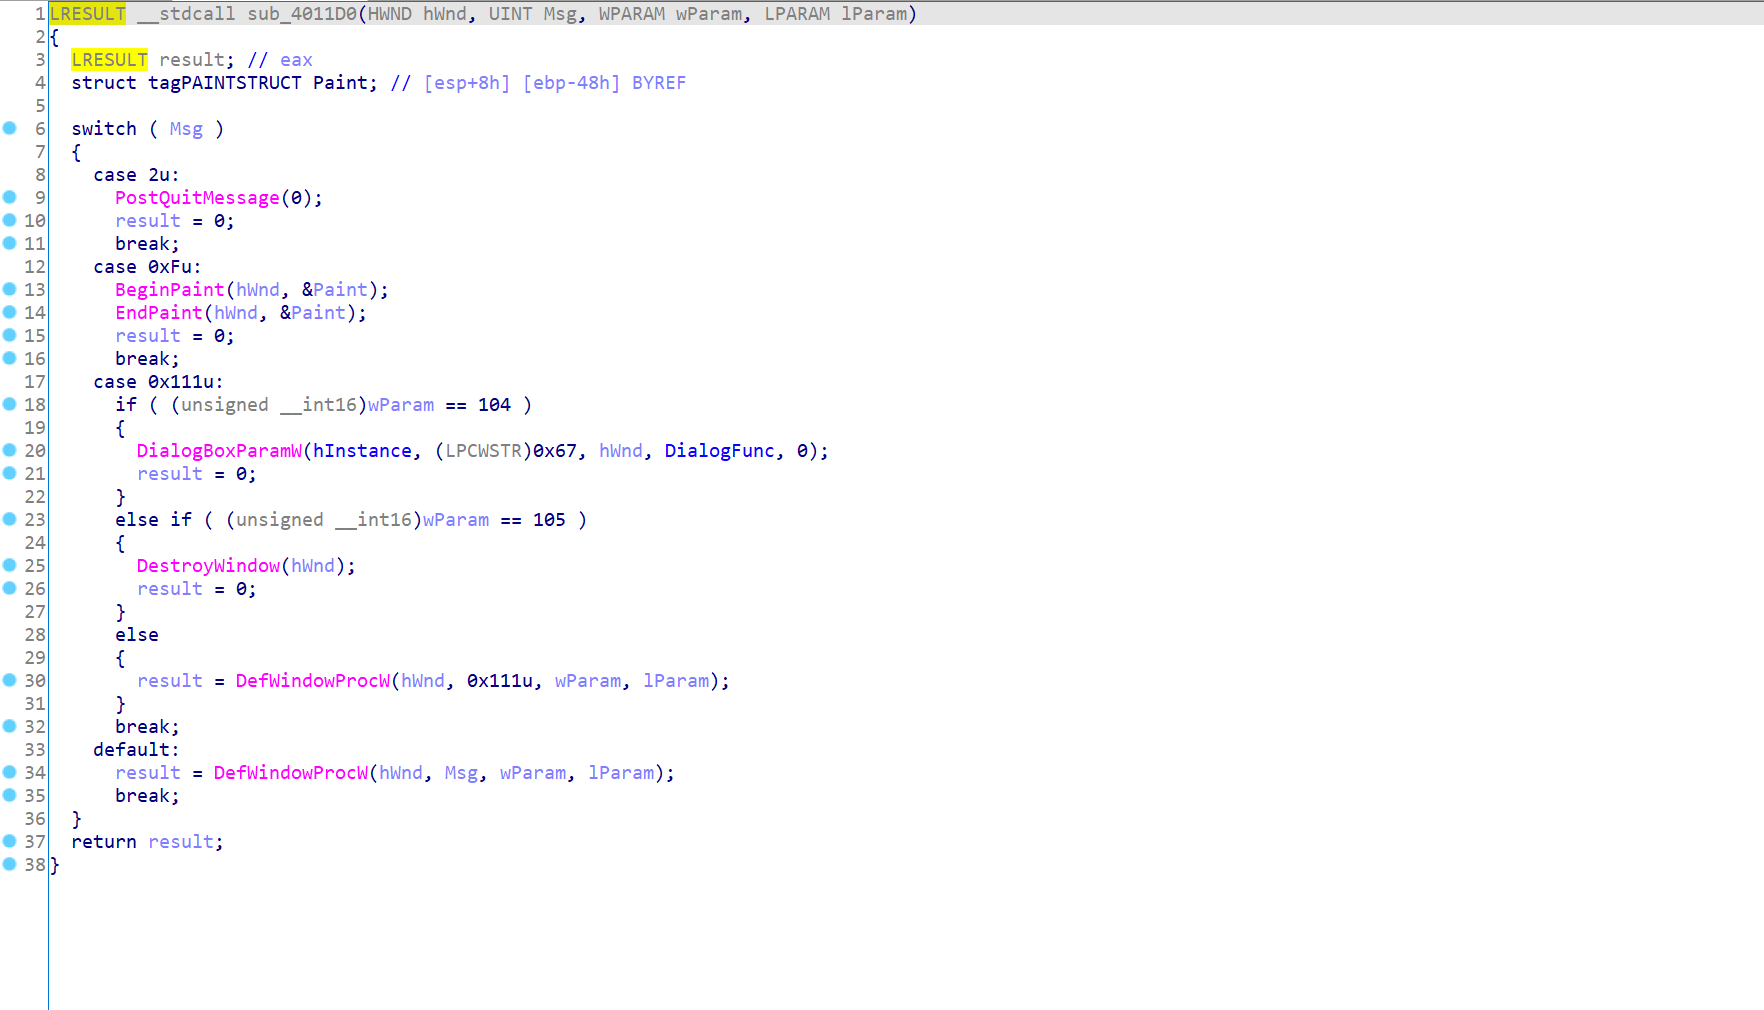 1 LRESULT __stdcall sub_4011D0(HWND hWnd, UINT Msg, WPARAM wParam, LPARAM lParam)
2 {
3   LRESULT result; // eax
4   struct tagPAINTSTRUCT Paint; // [esp+8h] [ebp-48h] BYREF
5
6   switch ( Msg )
7   {
8     case 2u:
9       PostQuitMessage(0);
10       result = 0;
11       break;
12     case 0xFu:
13       BeginPaint(hWnd, &Paint);
14       EndPaint(hWnd, &Paint);
15       result = 0;
16       break;
17     case 0x111u:
18       if ( (unsigned __int16)wParam == 104 )
19       {
20         DialogBoxParamW(hInstance, (LPCWSTR)0x67, hWnd, DialogFunc, 0);
21         result = 0;
22       }
23       else if ( (unsigned __int16)wParam == 105 )
24       {
25         DestroyWindow(hWnd);
26         result = 0;
27       }
28       else
29       {
30         result = DefWindowProcW(hWnd, 0x111u, wParam, lParam);
31       }
32       break;
33     default:
34       result = DefWindowProcW(hWnd, Msg, wParam, lParam);
35       break;
36   }
37   return result;
38 }